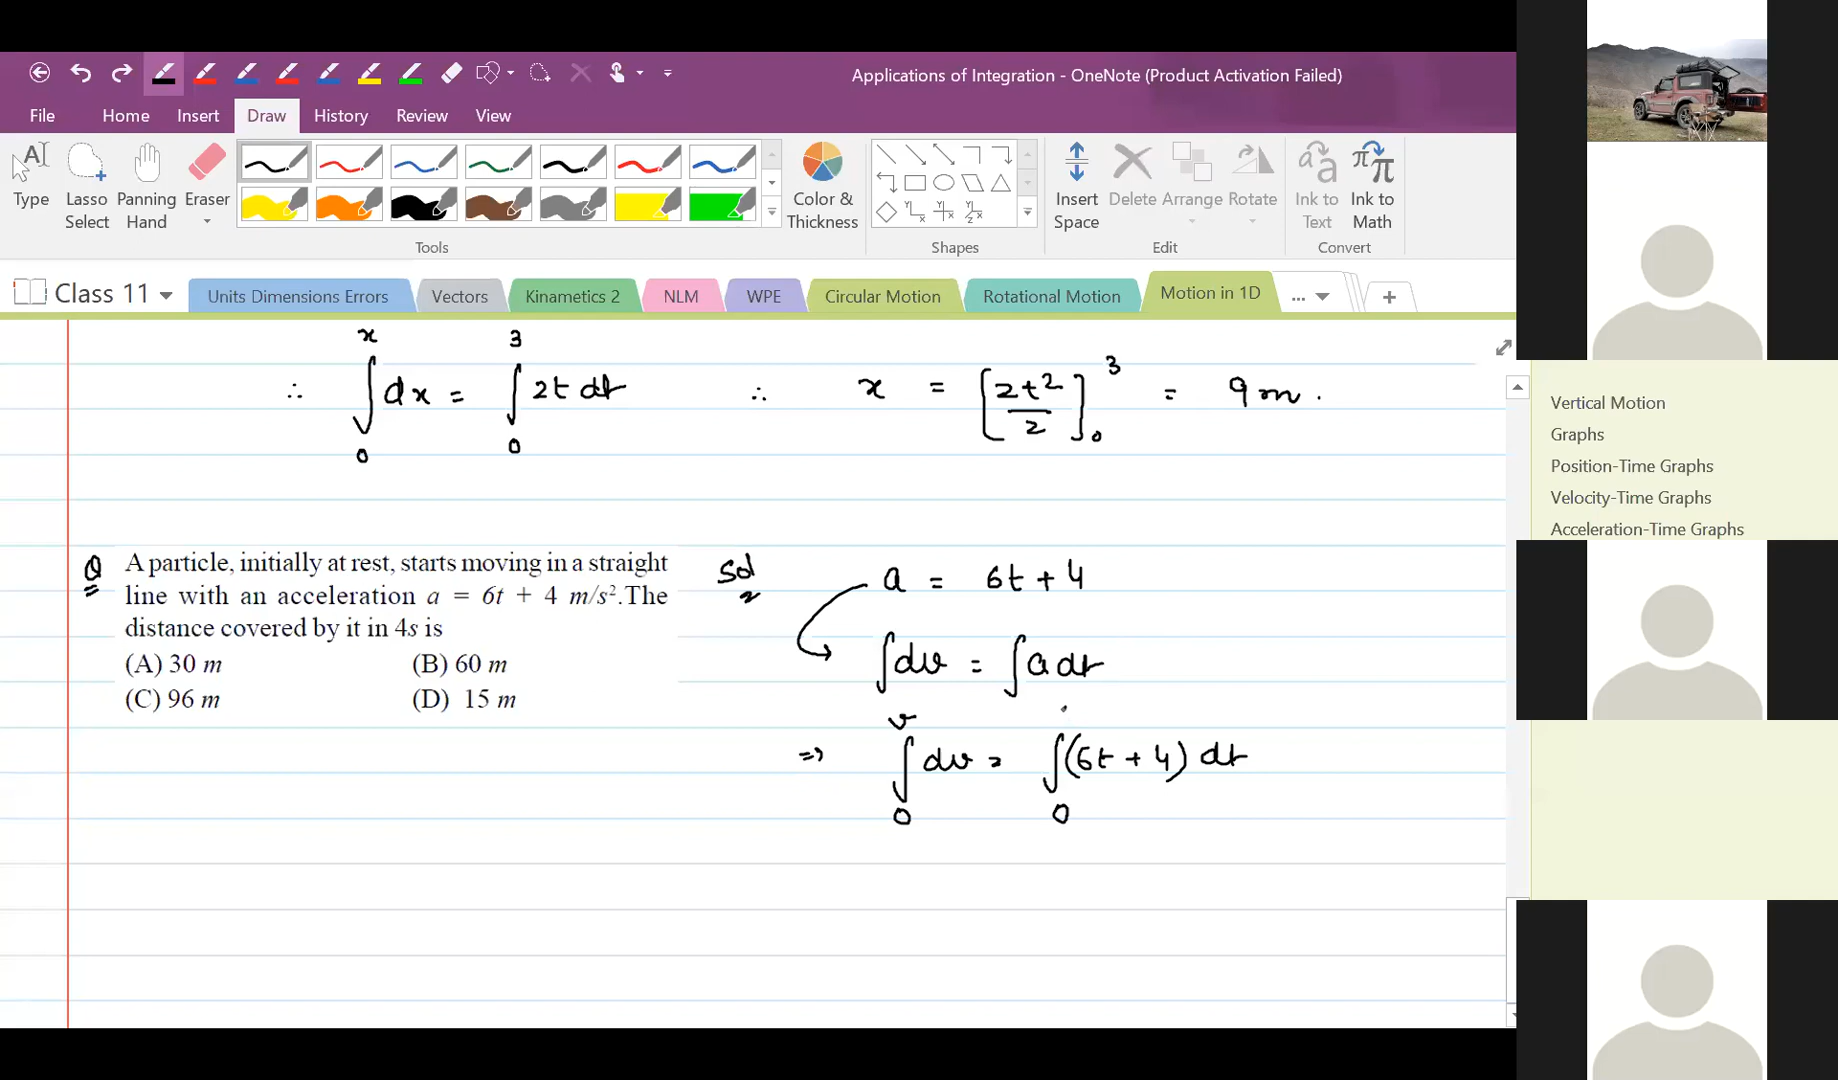 Applications of Integration - OneNote (Product Activation Failed)
File Home Insert Draw History Review View
Type
Lasso Select
Panning Hand
Eraser
Color & Thickness
Insert Space
Delete Arrange Rotate
Ink to Text
Ink to Math
Tools Shapes Edit Convert
Class 11 Units Dimensions Errors Vectors Kinametics 2 NLM WPE Circular Motion Rotational Motion Motion in 1D ... +
Vertical Motion
Graphs
Position-Time Graphs
Velocity-Time Graphs
Acceleration-Time Graphs
∴ ∫₀ˣ dx = ∫₀³ 2t dt ∴ x = [2t²/2]₀³ = 9m.
Q A particle, initially at rest, starts moving in a straight
line with an acceleration a = 6t + 4 m/s².The
distance covered by it in 4s is
(A) 30 m (B) 60 m
(C) 96 m (D) 15 m
Sol
a = 6t + 4
∫dv = ∫a dt
⇒ ∫₀ᵛ dv = ∫₀ (6t + 4) dt